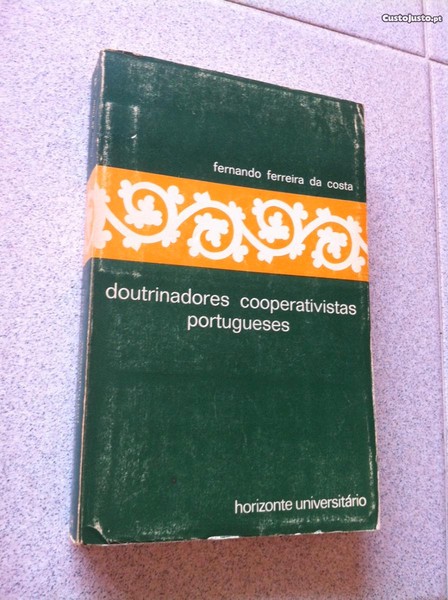 CustoJusto.pt
fernando ferreira da costa
doutrinadores cooperativistas
portugueses
horizonte universitário